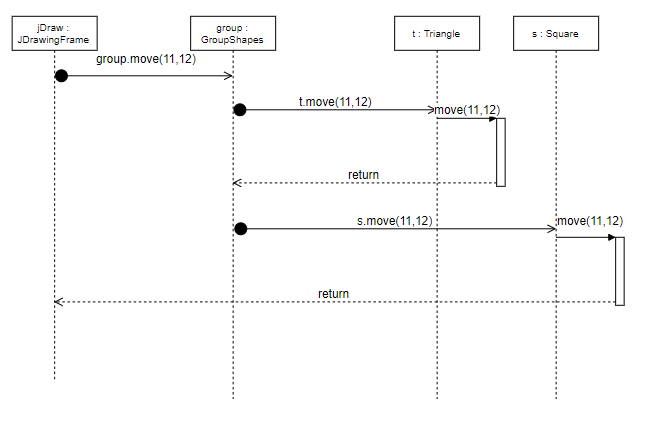 jDraw :
JDrawingFrame
group :
GroupShapes
t : Triangle
s : Square
group.move(11,12)
t.move(11,12)
move(11,12)
return
s.move(11,12)
move(11,12)
return